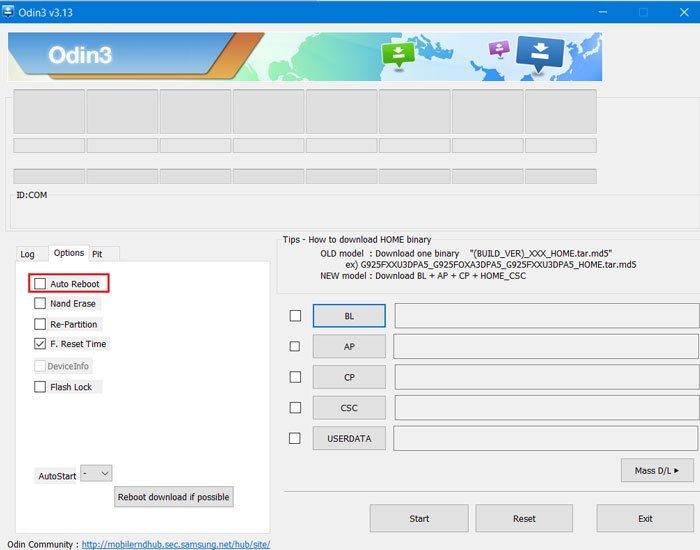 Odin3 v3.13
Odin3
ID:COM
Log Options Pit
Auto Reboot
Nand Erase
Re-Partition
F. Reset Time
DeviceInfo
Flash Lock
AutoStart -
Reboot download if possible
Tips - How to download HOME binary
OLD model : Download one binary "(BUILD_VER)_XXX_HOME.tar.md5"
ex) G925FXXU3DPA5_G925FOXA3DPA5_G925FXXU3DPA5_HOME.tar.md5
NEW model : Download BL + AP + CP + HOME_CSC
BL
AP
CP
CSC
USERDATA
Mass D/L ►
Start Reset Exit
Odin Community : http://mobilerndhub.sec.samsung.net/hub/site/